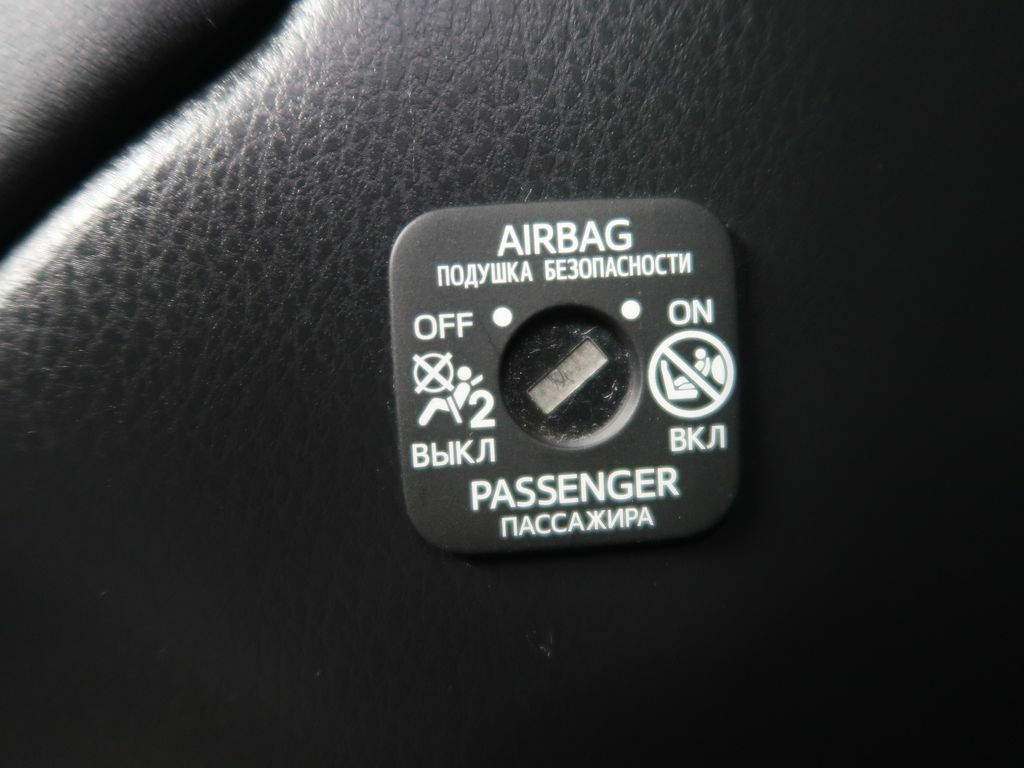 AIRBAG
ПОДУШКА БЕЗОПАСНОСТИ
OFF
ON
2
ВЫКЛ
ВКЛ
PASSENGER
ПАССАЖИРА